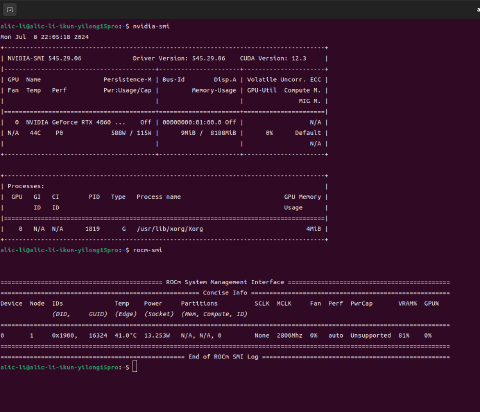 alic-li@alic-li-ikun-yilong15pro:~$ nvidia-smi
Mon Jul  8 22:05:18 2024
+---------------------------------------------------------------------------------------+
| NVIDIA-SMI 545.29.06              Driver Version: 545.29.06    CUDA Version: 12.3     |
|-----------------------------------------+----------------------+----------------------+
| GPU  Name                 Persistence-M | Bus-Id        Disp.A | Volatile Uncorr. ECC |
| Fan  Temp   Perf          Pwr:Usage/Cap |         Memory-Usage | GPU-Util  Compute M. |
|                                         |                      |               MIG M. |
|=========================================+======================+======================|
|   0  NVIDIA GeForce RTX 4060 ...    Off | 00000000:01:00.0 Off |                  N/A |
| N/A   44C    P0             588W / 115W |      9MiB /  8188MiB |      0%      Default |
|                                         |                      |                  N/A |
+-----------------------------------------+----------------------+----------------------+

+---------------------------------------------------------------------------------------+
| Processes:                                                                            |
|  GPU   GI   CI        PID   Type   Process name                            GPU Memory |
|        ID   ID                                                             Usage      |
|=======================================================================================|
|    0   N/A  N/A      1819      G   /usr/lib/xorg/Xorg                            4MiB |
+---------------------------------------------------------------------------------------+
alic-li@alic-li-ikun-yilong15pro:~$ rocm-smi
========================================= ROCm System Management Interface =========================================
=================================================== Concise Info ===================================================
Device  Node  IDs              Temp    Power     Partitions          SCLK  MCLK     Fan  Perf  PwrCap       VRAM%  GPU%
(DID,     GUID)  (Edge)  (Socket)  (Mem, Compute, ID)
====================================================================================================================
0       1     0x1900,   16324  41.0°C  13.253W   N/A, N/A, 0         None  2800Mhz  0%   auto  Unsupported  81%    0%
====================================================================================================================
=============================================== End of ROCm SMI Log ================================================
alic-li@alic-li-ikun-yilong15pro:~$